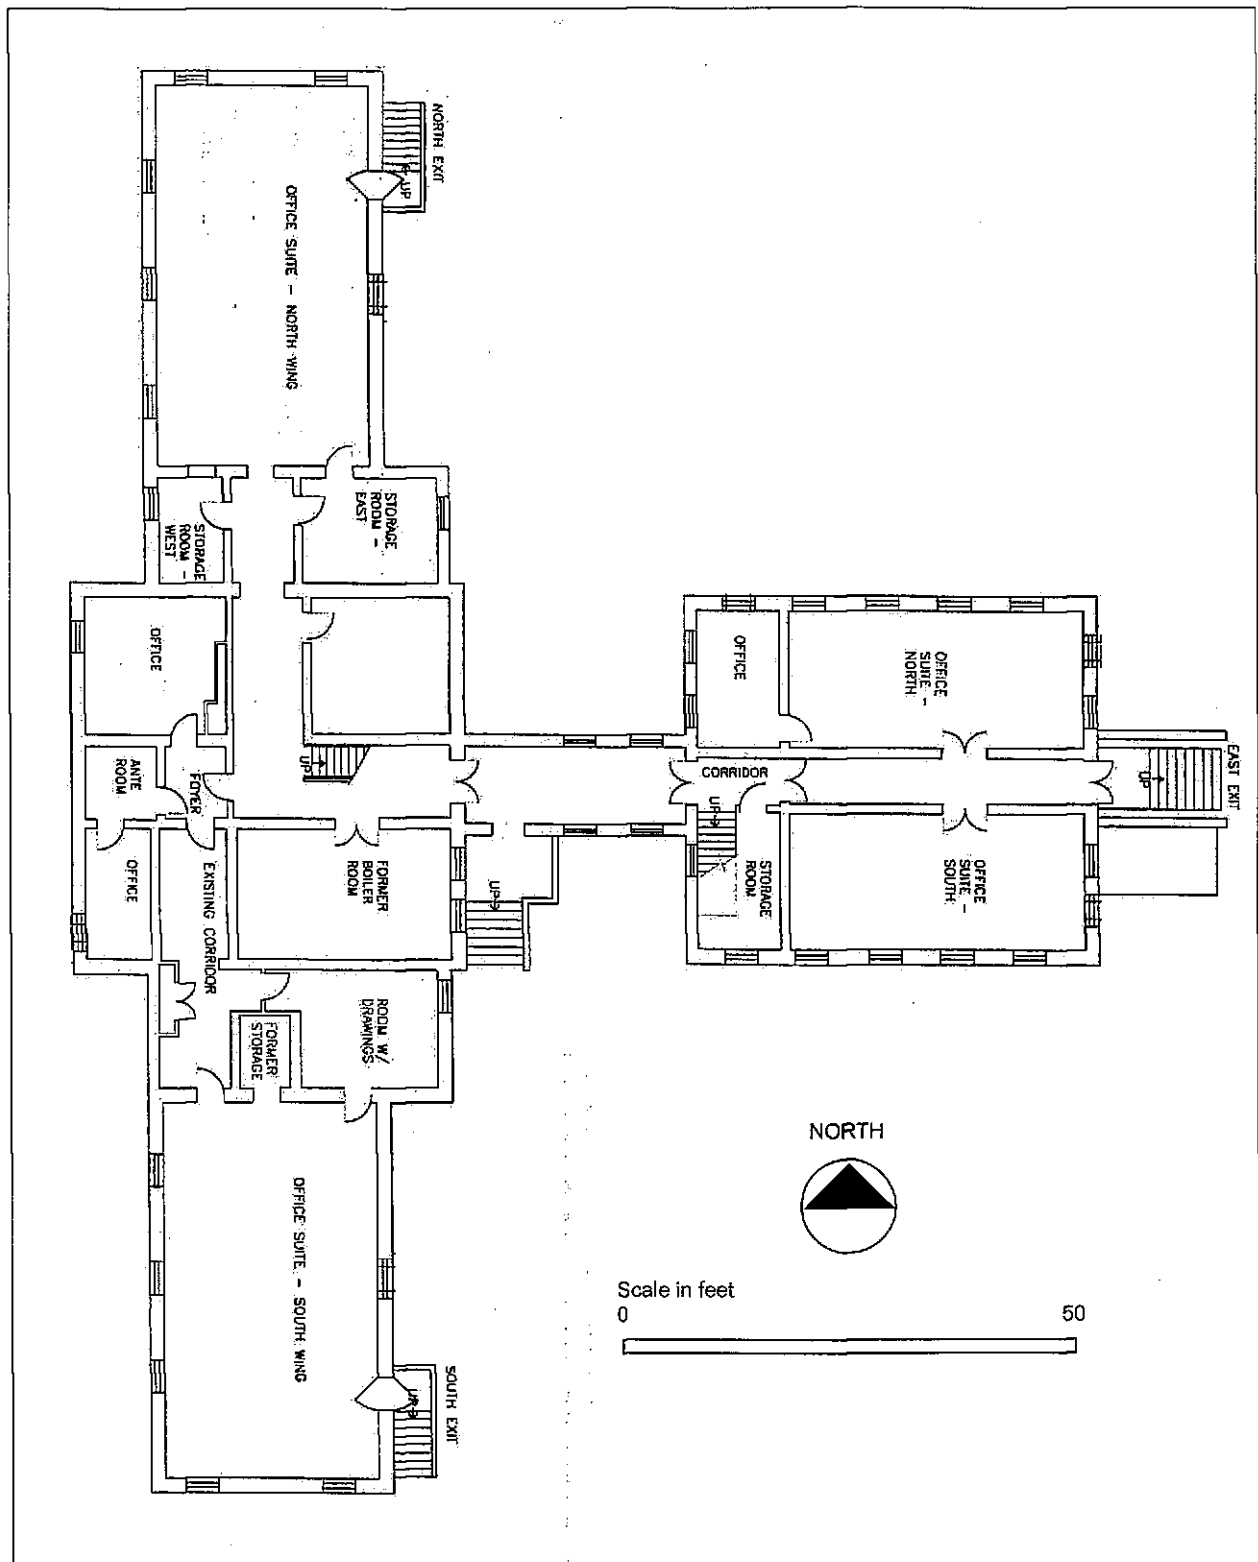 NORTH EXIT
UP
OFFICE SUITE - NORTH WING
STORAGE
ROOM -
EAST
STORAGE
ROOM -
WEST
OFFICE
OFFICE
OFFICE
SUITE -
NORTH
ANTE
ROOM
FOYER
UP
CORRIDOR
UP
EAST EXIT
UP
OFFICE
EXISTING CORRIDOR
FORMER
BOILER
ROOM
UP
STORAGE
ROOM
OFFICE
SUITE -
SOUTH
FORMER
STORAGE
ROOM W/
DRAWINGS
OFFICE SUITE - SOUTH WING
UP
SOUTH EXIT
NORTH
Scale in feet
0 50